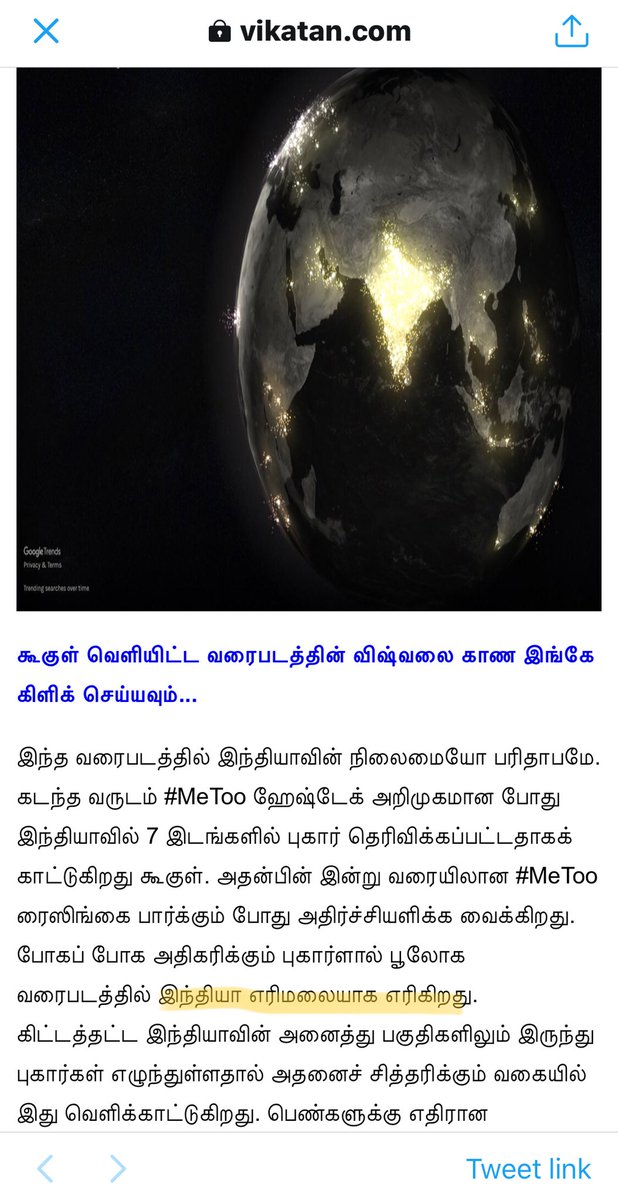 vikatan.com
GoogleTrends
Privacy & Terms
Trending searches over time
கூகுள் வெளியிட்ட வரைபடத்தின் விஷ்வலை காண இங்கே
கிளிக் செய்யவும்...
இந்த வரைபடத்தில் இந்தியாவின் நிலைமையோ பரிதாபமே.
கடந்த வருடம் #MeToo ஹேஷ்டேக் அறிமுகமான போது
இந்தியாவில் 7 இடங்களில் புகார் தெரிவிக்கப்பட்டதாகக்
காட்டுகிறது கூகுள். அதன்பின் இன்று வரையிலான #MeToo
ரைஸிங்கை பார்க்கும் போது அதிர்ச்சியளிக்க வைக்கிறது.
போகப் போக அதிகரிக்கும் புகார்ளால் பூலோக
வரைபடத்தில் இந்தியா எரிமலையாக எரிகிறது.
கிட்டத்தட்ட இந்தியாவின் அனைத்து பகுதிகளிலும் இருந்து
புகார்கள் எழுந்துள்ளதால் அதனைச் சித்தரிக்கும் வகையில்
இது வெளிக்காட்டுகிறது. பெண்களுக்கு எதிரான
Tweet link